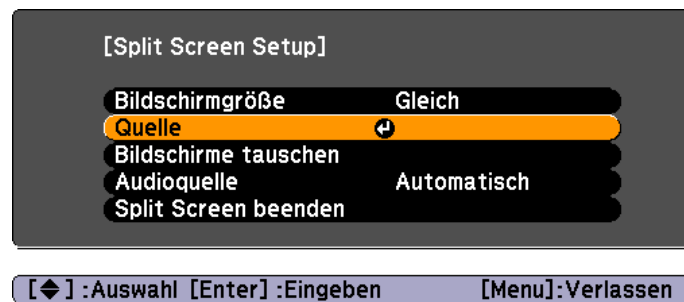 [Split Screen Setup]
Bildschirmgröße Gleich
Quelle
Bildschirme tauschen
Audioquelle Automatisch
Split Screen beenden
[◆] :Auswahl [Enter] :Eingeben [Menu]:Verlassen